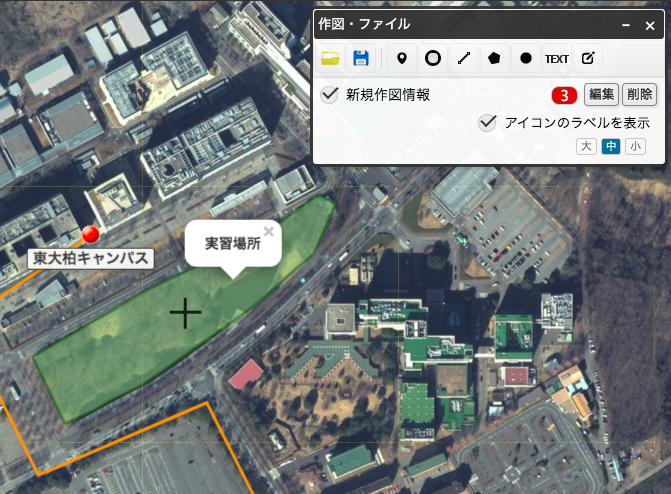 作図・ファイル
TEXT
新規作図情報
3
編集
削除
アイコンのラベルを表示
大
中
小
実習場所
東大柏キャンパス